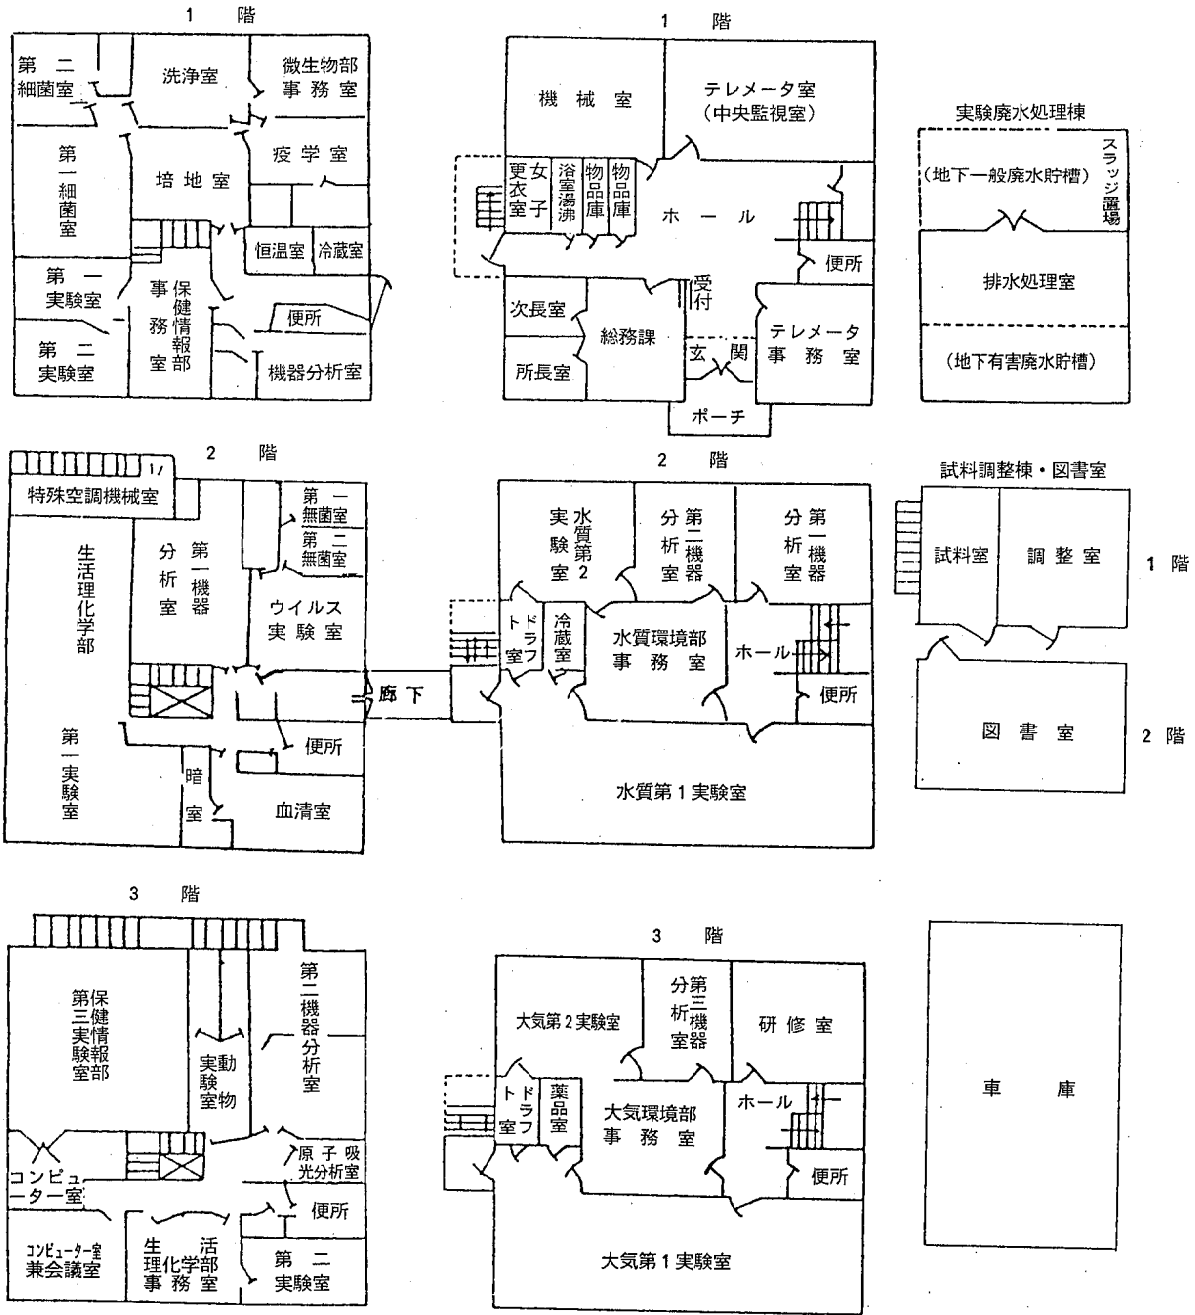 1 階
第二
細菌室
洗浄室
微生物部
事務室
第一細菌室
培地室
疫学室
恒温室
冷蔵室
第一
実験室
保健情報部
事務室
便所
第二
実験室
機器分析室
1 階
機械室
テレメータ室
(中央監視室)
女子
更衣室
浴室湯沸
物品庫
物品庫
ホール
便所
次長室
総務課
受付
所長室
玄関
テレメータ
事務室
ポーチ
実験廃水処理棟
(地下一般廃水貯槽)
スラッジ置場
排水処理室
(地下有害廃水貯槽)
2 階
特殊空調機械室
生活理化学部
第一実験室
第一機器
分析室
第一
無菌室
第二
無菌室
ウイルス
実験室
便所
暗室
血清室
廊下
2 階
水質第2
実験室
第二機器
分析室
第一機器
分析室
ドラフ
ト室
冷蔵室
水質環境部
事務室
ホール
便所
水質第1実験室
試料調整棟・図書室
試料室
調整室
1 階
図書室
2 階
3 階
保健情報部
第三実験室
動物
実験室
第二機器分析室
コンピュ
ーター室
原子吸
光分析室
便所
コンピューター室
兼会議室
生活
理化学部
事務室
第二
実験室
3 階
大気第2実験室
第三機器
分析室
研修室
ドラフ
ト室
薬品室
大気環境部
事務室
ホール
便所
大気第1実験室
車庫